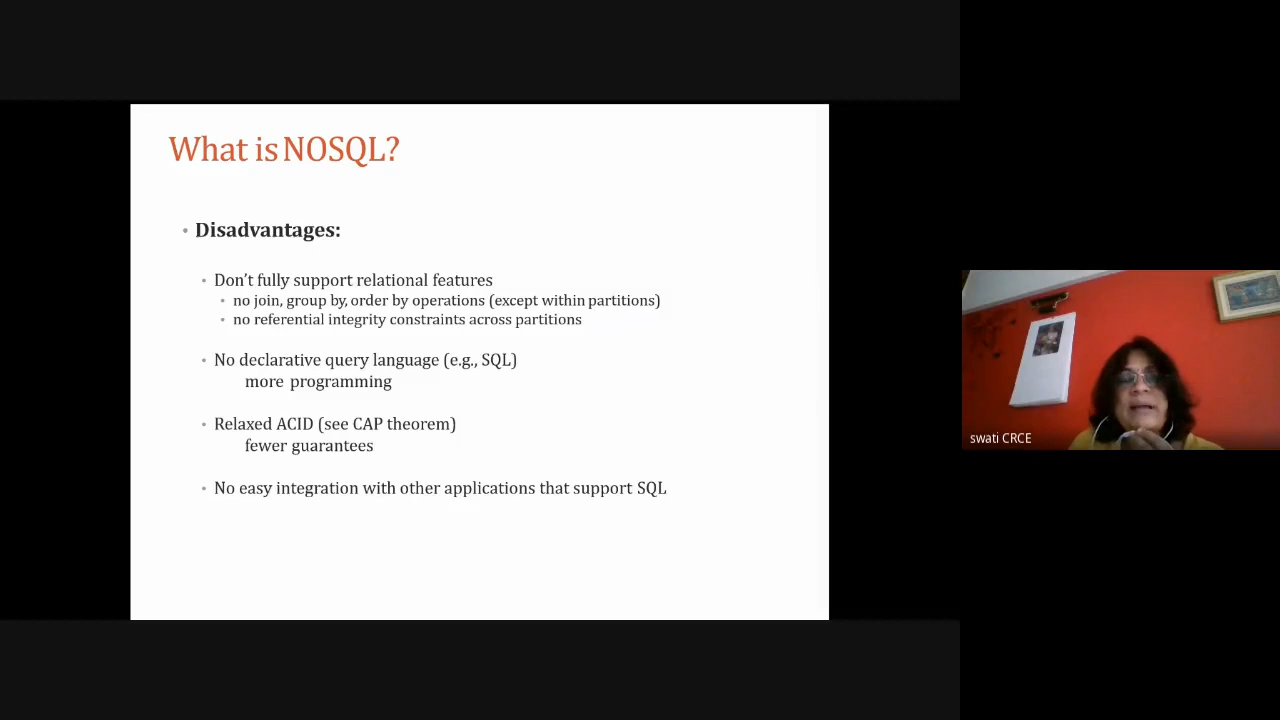 What is NOSQL?
• Disadvantages:
• Don’t fully support relational features
• no join, group by, order by operations (except within partitions)
• no referential integrity constraints across partitions
• No declarative query language (e.g., SQL)
more programming
• Relaxed ACID (see CAP theorem)
fewer guarantees
• No easy integration with other applications that support SQL
swati CRCE